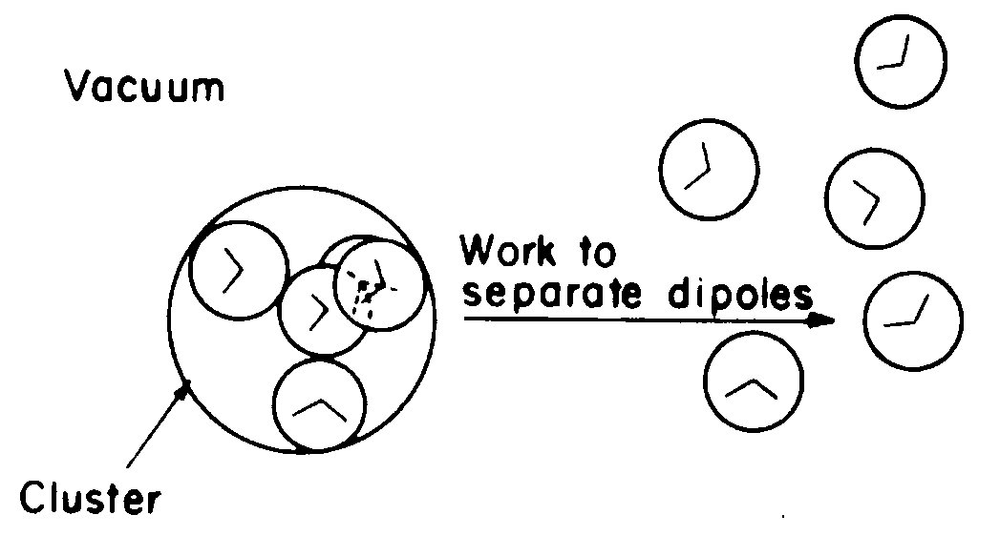 Vacuum
Work to
separate dipoles
Cluster